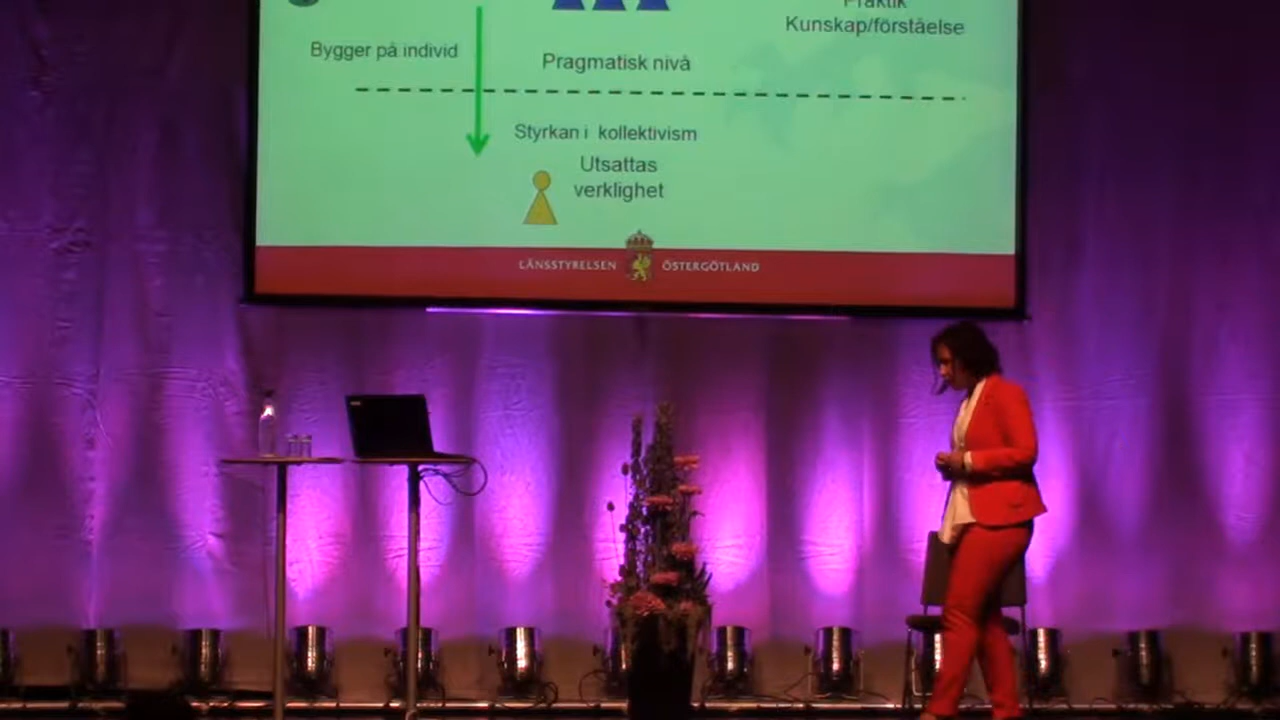 Praktik
Kunskap/förståelse
Bygger på individ
Pragmatisk nivå
Styrkan i kollektivism
Utsattas
verklighet
LÄNSSTYRELSEN ÖSTERGÖTLAND